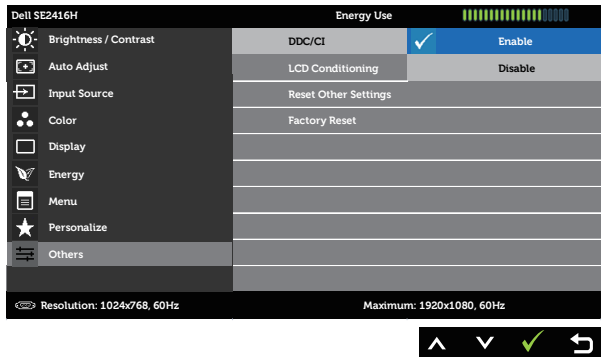 Dell SE2416H Energy Use
Brightness / Contrast DDC/CI Enable
Auto Adjust LCD Conditioning Disable
Input Source Reset Other Settings
Color Factory Reset
Display
Energy
Menu
Personalize
Others
Resolution: 1024x768, 60Hz Maximum: 1920x1080, 60Hz